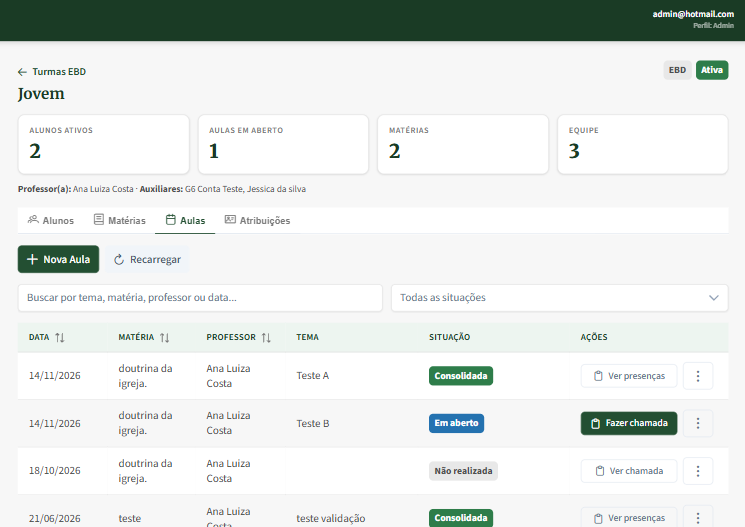 admin@hotmail.com
Perfil: Admin
Turmas EBD
EBD Ativa
Jovem
ALUNOS ATIVOS AULAS EM ABERTO MATÉRIAS EQUIPE
2 1 2 3
Professor(a): Ana Luiza Costa · Auxiliares: G6 Conta Teste, Jessica da silva
Alunos Matérias Aulas Atribuições
Nova Aula Recarregar
Buscar por tema, matéria, professor ou data... Todas as situações
DATA MATÉRIA PROFESSOR TEMA SITUAÇÃO AÇÕES
14/11/2026 doutrina da igreja. Ana Luiza Costa Teste A Consolidada Ver presenças
14/11/2026 doutrina da igreja. Ana Luiza Costa Teste B Em aberto Fazer chamada
18/10/2026 doutrina da igreja. Ana Luiza Costa Não realizada Ver chamada
21/06/2026 teste Ana Luiza Costa teste validação Consolidada Ver presenças